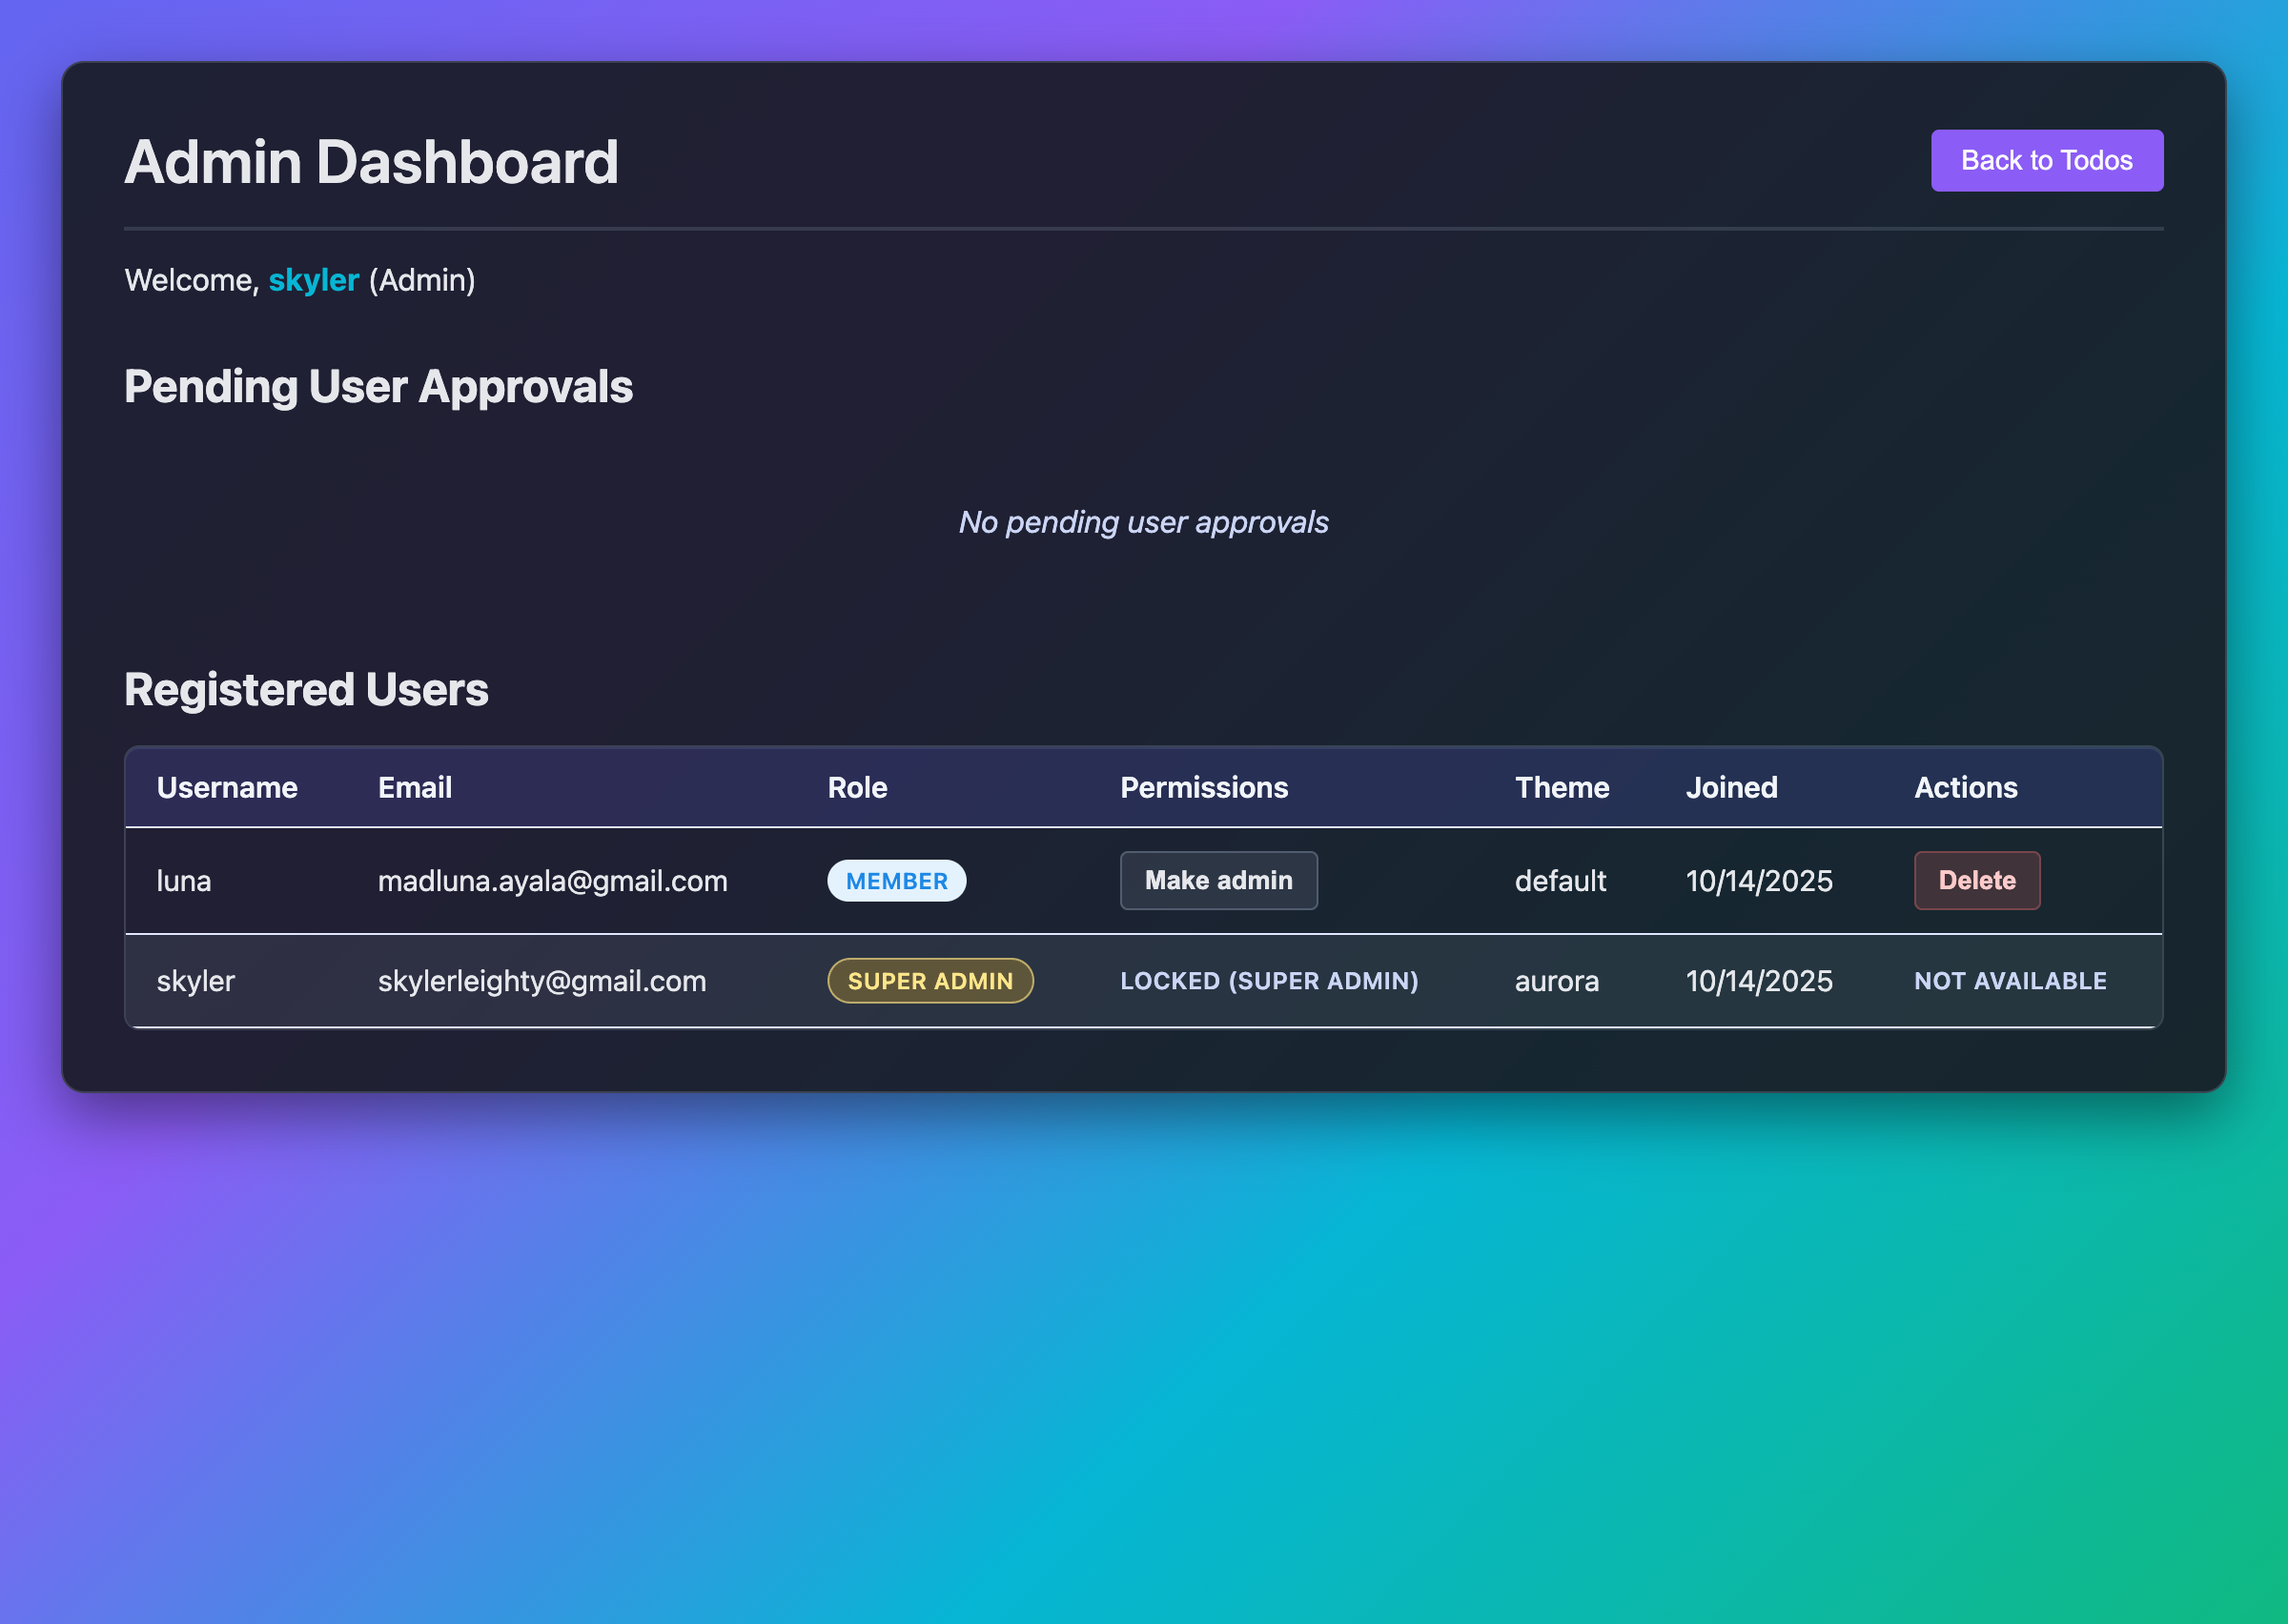 Admin Dashboard
Back to Todos
Welcome, skyler (Admin)
Pending User Approvals
No pending user approvals
Registered Users
Username Email Role Permissions Theme Joined Actions
luna madluna.ayala@gmail.com MEMBER Make admin default 10/14/2025 Delete
skyler skylerleighty@gmail.com SUPER ADMIN LOCKED (SUPER ADMIN) aurora 10/14/2025 NOT AVAILABLE